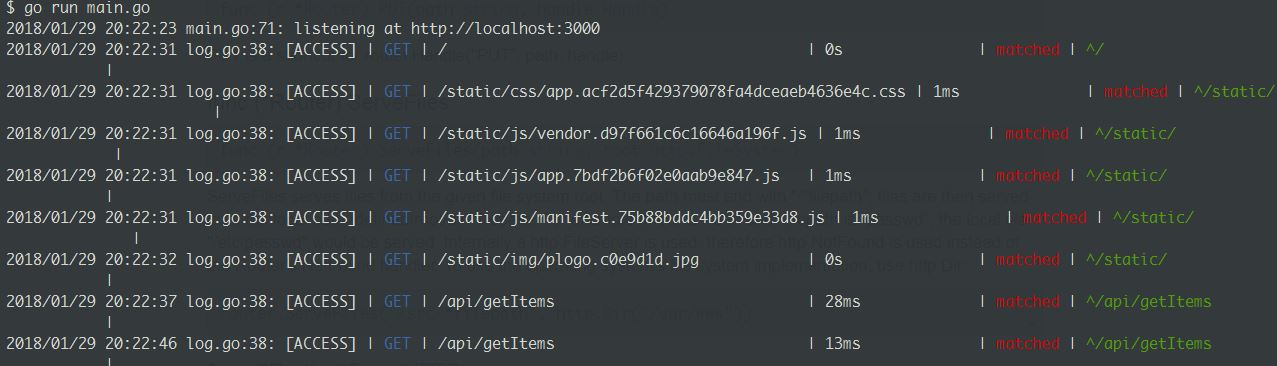 $ go run main.go
2018/01/29 20:22:23 main.go:71: listening at http://localhost:3000
2018/01/29 20:22:31 log.go:38: [ACCESS] | GET | / | 0s | matched | ^/
|
2018/01/29 20:22:31 log.go:38: [ACCESS] | GET | /static/css/app.acf2d5f429379078fa4dceaeb4636e4c.css | 1ms | matched | ^/static/
|
2018/01/29 20:22:31 log.go:38: [ACCESS] | GET | /static/js/vendor.d97f661c6c16646a196f.js | 1ms | matched | ^/static/
|
2018/01/29 20:22:31 log.go:38: [ACCESS] | GET | /static/js/app.7bdf2b6f02e0aab9e847.js | 1ms | matched | ^/static/
|
2018/01/29 20:22:31 log.go:38: [ACCESS] | GET | /static/js/manifest.75b88bddc4bb359e33d8.js | 1ms | matched | ^/static/
|
2018/01/29 20:22:32 log.go:38: [ACCESS] | GET | /static/img/plogo.c0e9d1d.jpg | 0s | matched | ^/static/
|
2018/01/29 20:22:37 log.go:38: [ACCESS] | GET | /api/getItems | 28ms | matched | ^/api/getItems
|
2018/01/29 20:22:46 log.go:38: [ACCESS] | GET | /api/getItems | 13ms | matched | ^/api/getItems
|